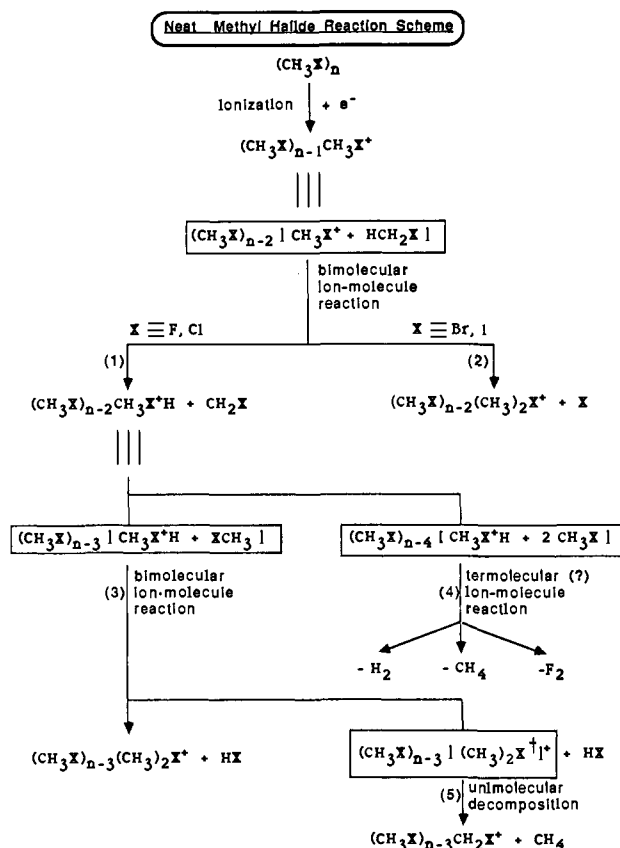 Neat Methyl Halide Reaction Scheme
(CH3X)n
Ionization + e-
(CH3X)n-1CH3X+
(CH3X)n-2 [ CH3X+ + HCH2X ]
bimolecular
ion-molecule
reaction
X ≡ F, Cl X ≡ Br, I
(1) (2)
(CH3X)n-2CH3X+H + CH2X (CH3X)n-2(CH3)2X+ + X
(CH3X)n-3 [ CH3X+H + XCH3 ] (CH3X)n-4 [ CH3X+H + 2 CH3X ]
bimolecular termolecular (?)
(3) ion-molecule (4) ion-molecule
reaction reaction
- H2 - CH4 -F2
(CH3X)n-3(CH3)2X+ + HX (CH3X)n-3 [ (CH3)2X† ]+ + HX
(5) unimolecular
decomposition
(CH3X)n-3CH2X+ + CH4